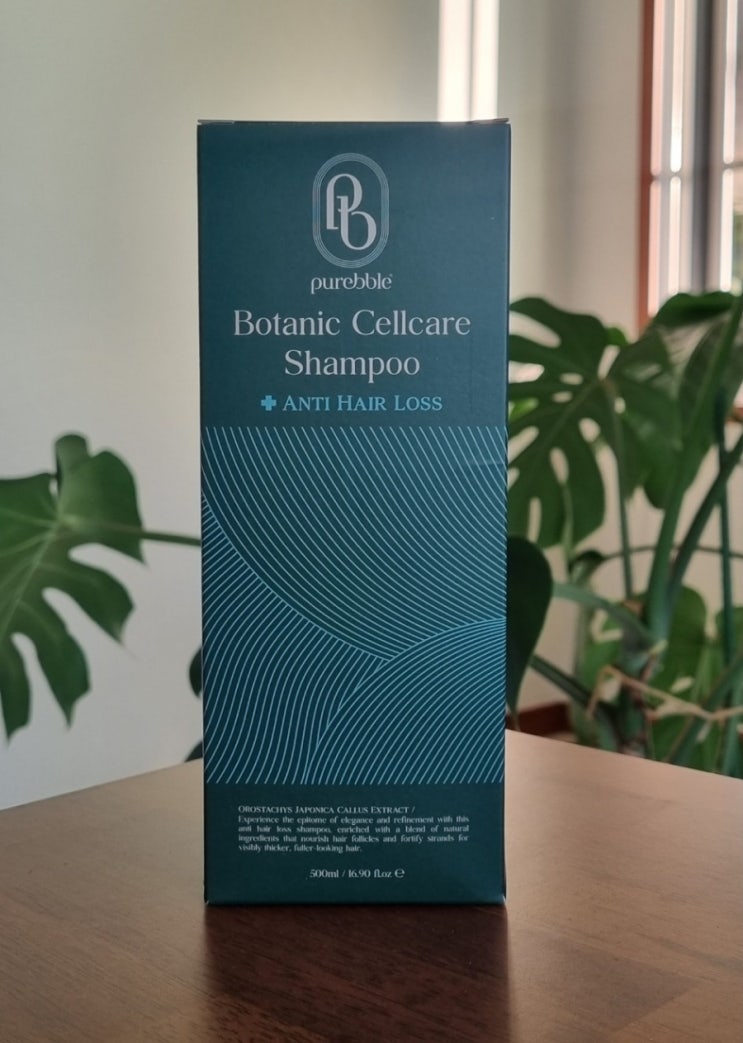 purebble®
Botanic Cellcare
Shampoo
✚ ANTI HAIR LOSS
OROSTACHYS JAPONICA CALLUS EXTRACT /
Experience the epitome of elegance and refinement with this
anti hair loss shampoo, enriched with a blend of natural
ingredients that nourish hair follicles and fortify strands for
visibly thicker, fuller-looking hair.
500ml / 16.90 fl.oz ℮